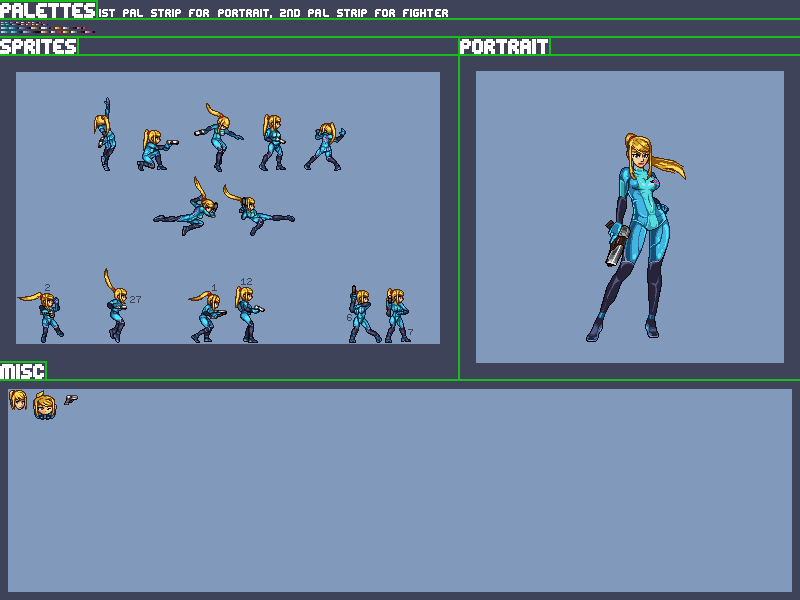 PALETTES 1ST PAL STRIP FOR PORTRAIT, 2ND PAL STRIP FOR FIGHTER
SPRITES
PORTRAIT
2
27
1
12
6
7
MISC